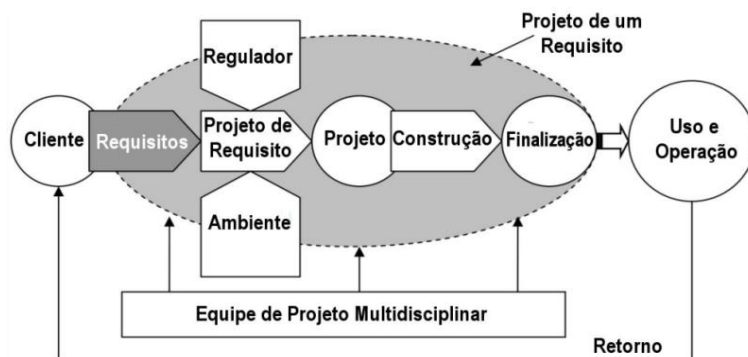 Projeto de um
Requisito
Regulador
Cliente
Requisitos
Projeto de
Requisito
Projeto
Construção
Finalização
Uso e
Operação
Ambiente
Equipe de Projeto Multidisciplinar
Retorno